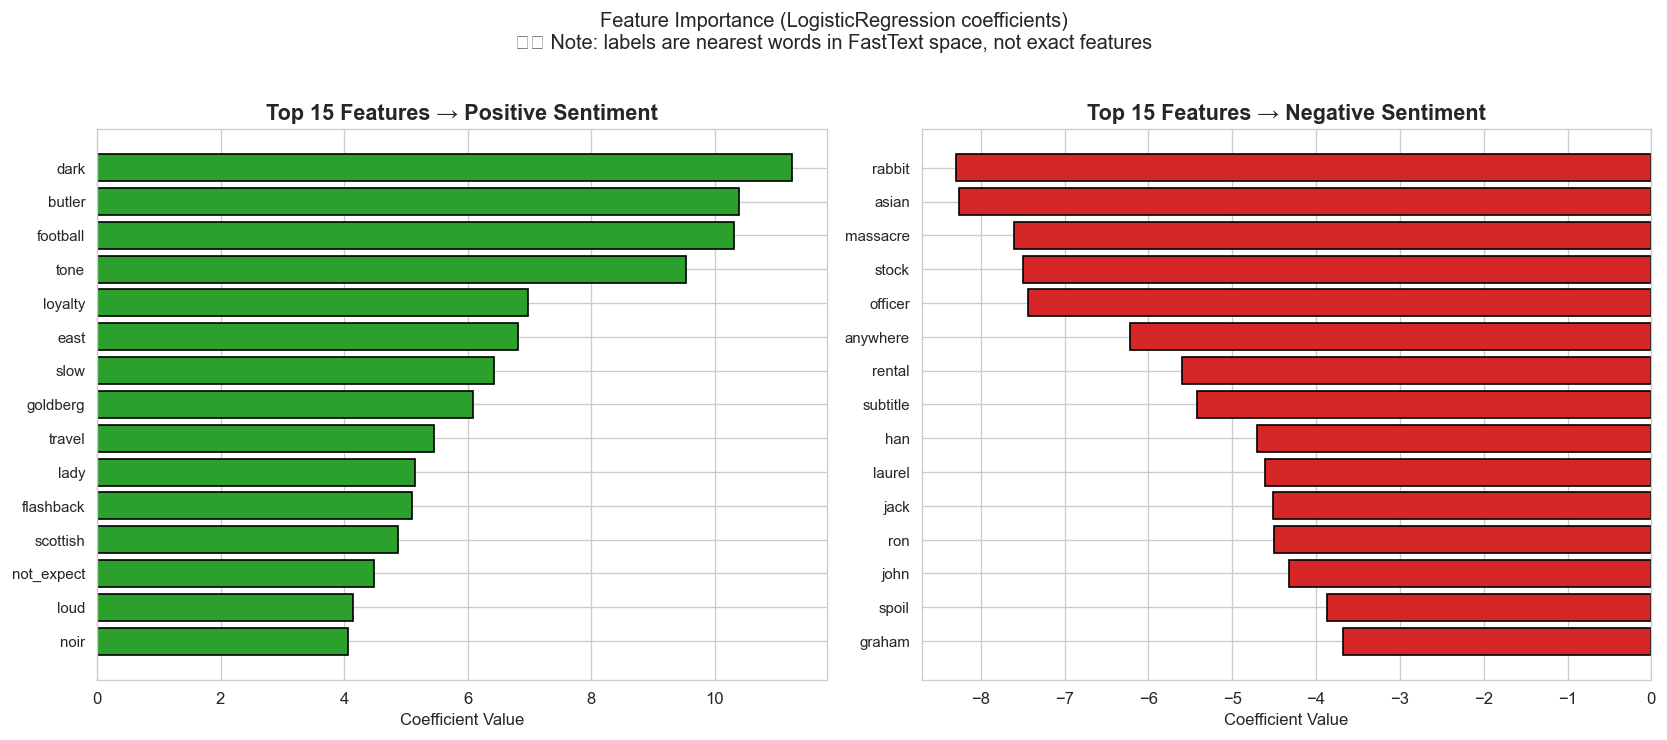 Feature Importance (LogisticRegression coefficients)
Note: labels are nearest words in FastText space, not exact features
Top 15 Features → Positive Sentiment
dark
butler
football
tone
loyalty
east
slow
goldberg
travel
lady
flashback
scottish
not_expect
loud
noir
0 2 4 6 8 10
Coefficient Value
Top 15 Features → Negative Sentiment
rabbit
asian
massacre
stock
officer
anywhere
rental
subtitle
han
laurel
jack
ron
john
spoil
graham
−8 −7 −6 −5 −4 −3 −2 −1 0
Coefficient Value